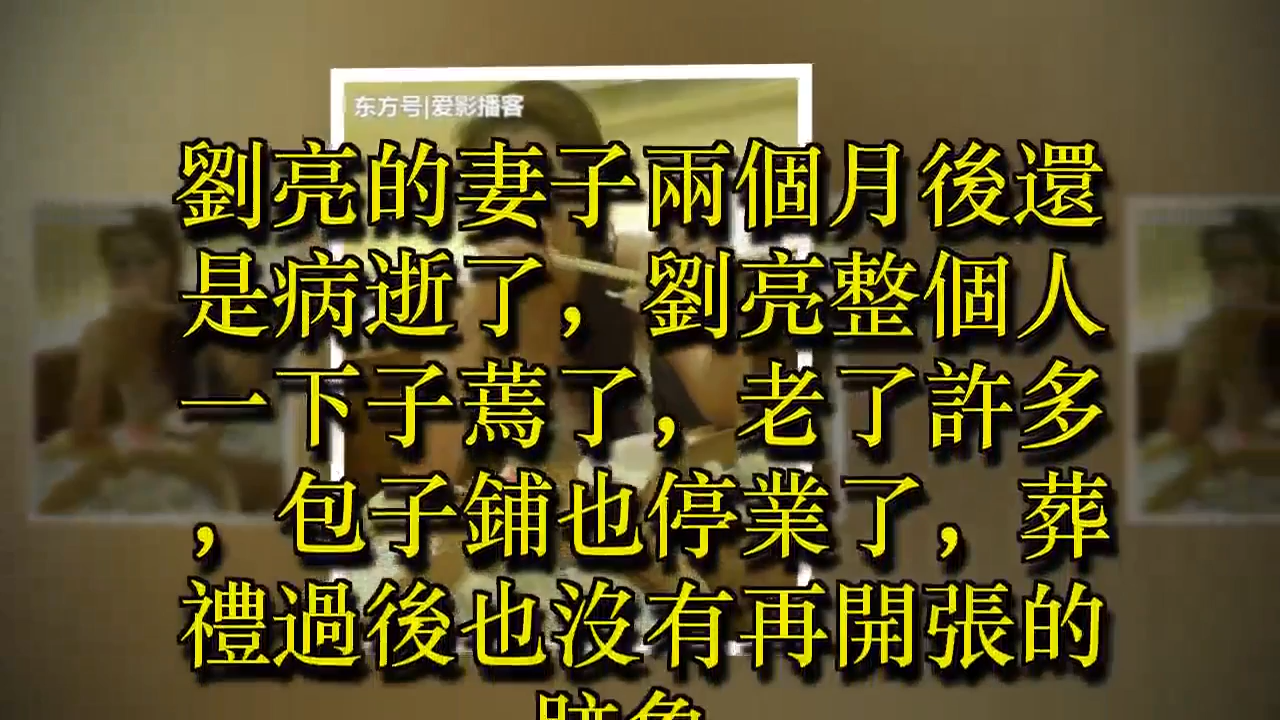 东方号|爱影播客
劉亮的妻子兩個月後還
是病逝了，劉亮整個人
一下子蔫了，老了許多
，包子鋪也停業了，葬
禮過後也沒有再開張的